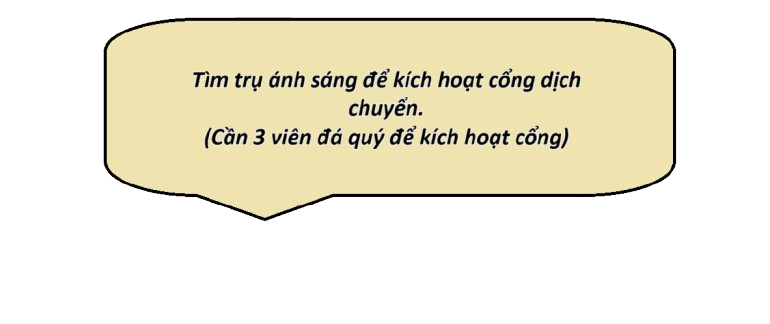 Tìm trụ ánh sáng để kích hoạt cổng dịch
chuyển.
(Cần 3 viên đá quý để kích hoạt cổng)